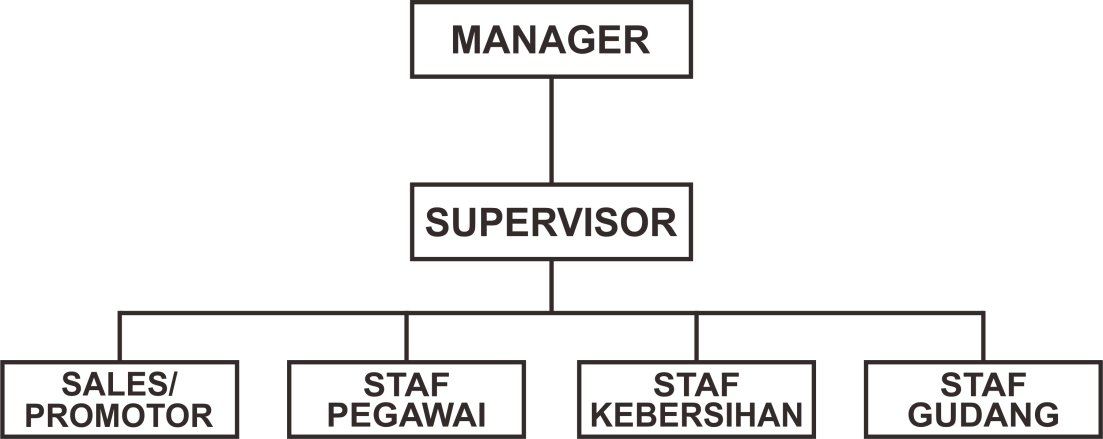 MANAGER
SUPERVISOR
SALES/
PROMOTOR
STAF
PEGAWAI
STAF
KEBERSIHAN
STAF
GUDANG